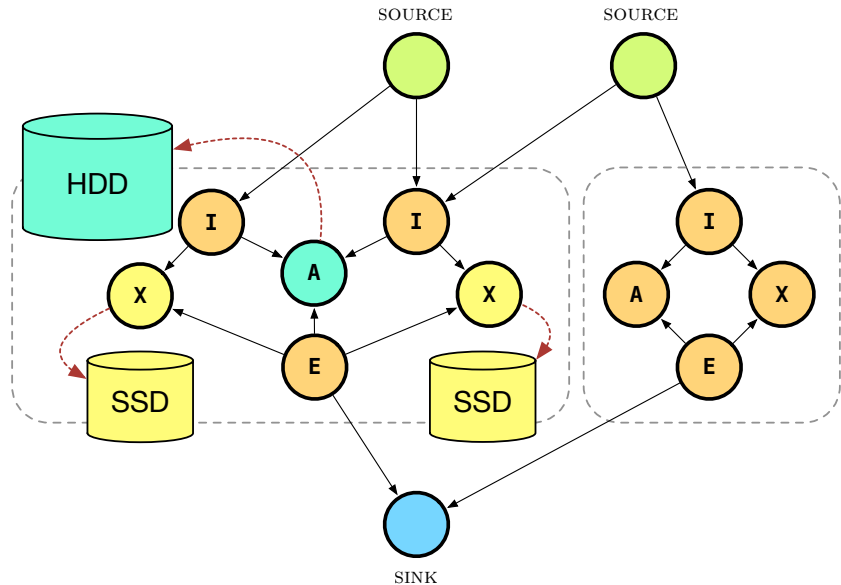 SOURCE SOURCE
HDD
I I I
A
X X A X
E E
SSD SSD
SINK